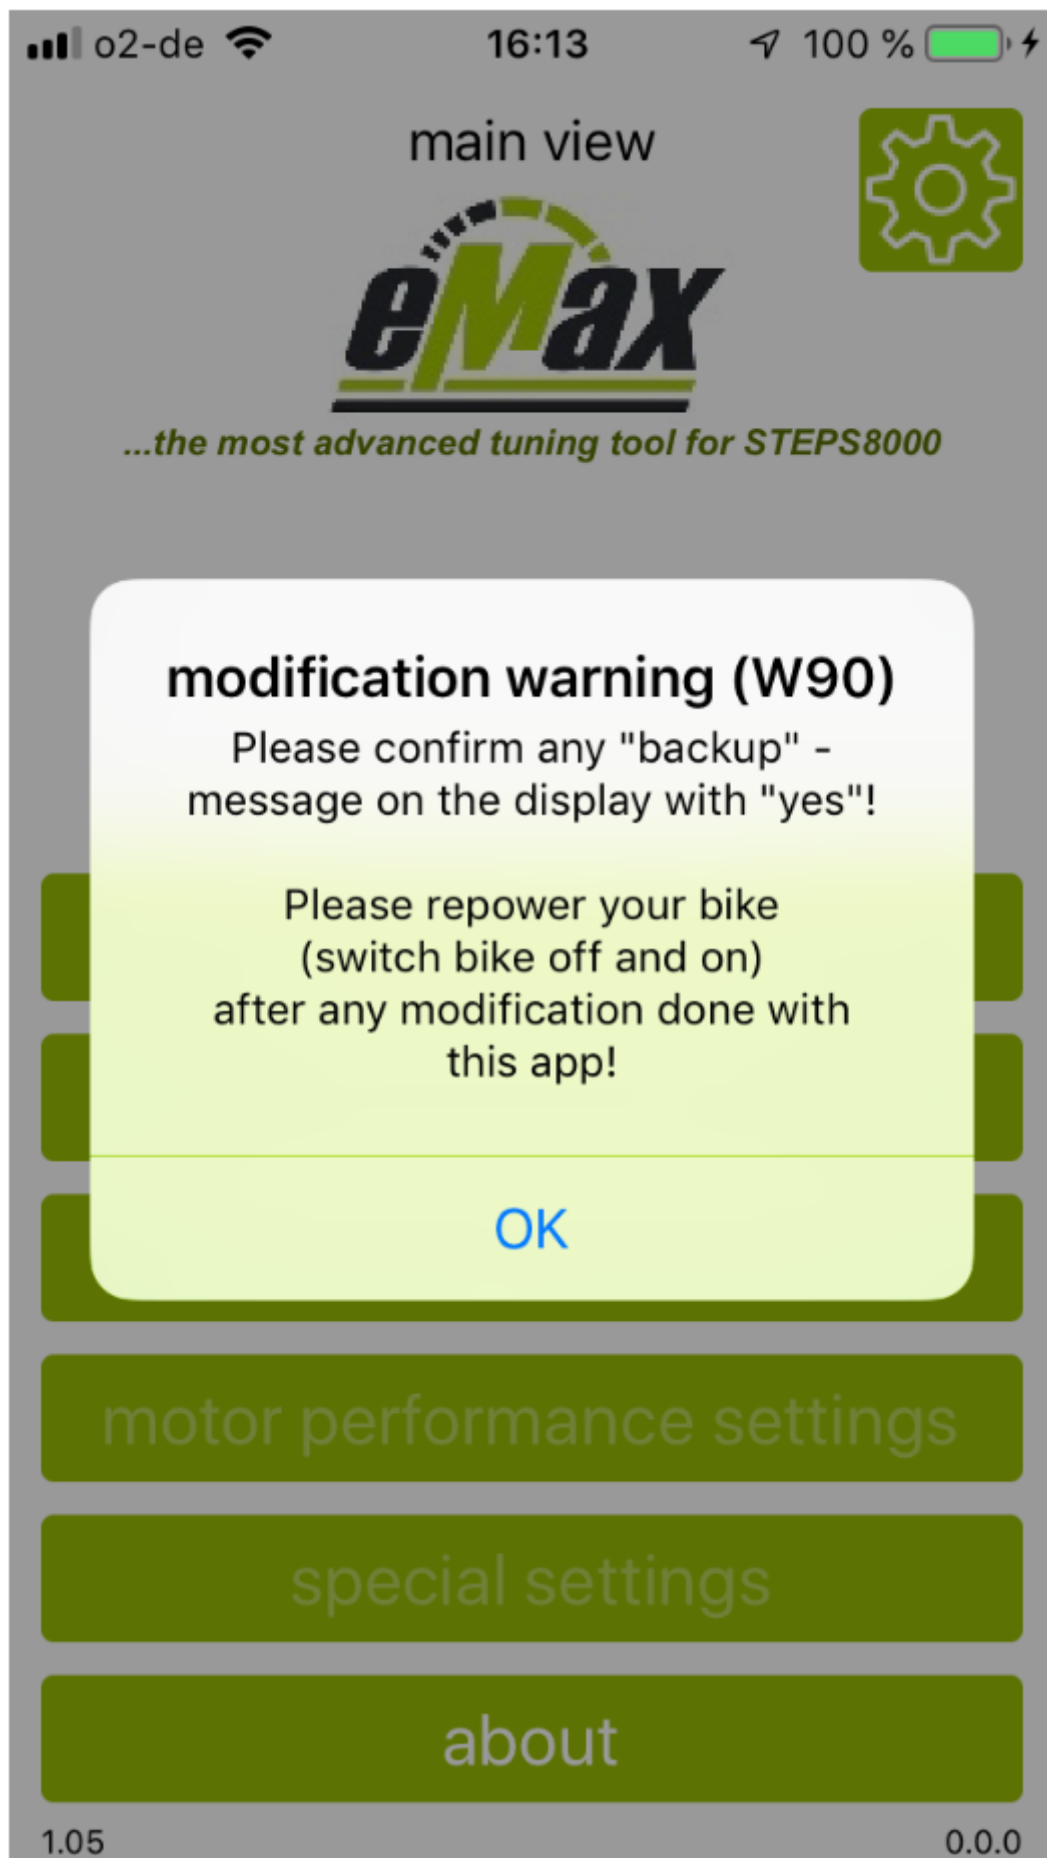 o2-de 16:13 100 %
main view
eMax
...the most advanced tuning tool for STEPS8000
modification warning (W90)
Please confirm any "backup" -
message on the display with "yes"!
Please repower your bike
(switch bike off and on)
after any modification done with
this app!
OK
motor performance settings
special settings
about
1.05 0.0.0